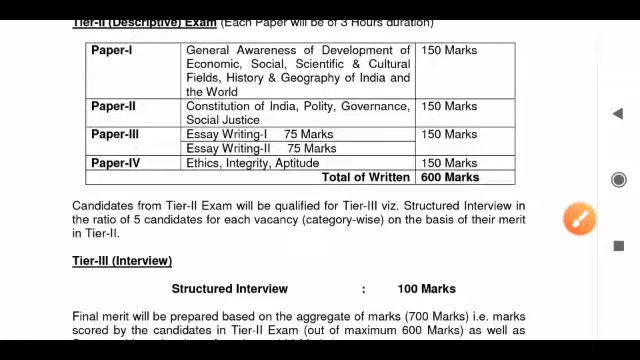 Tier-II (Descriptive) Exam (Each Paper will be of 3 Hours duration)
Paper-I General Awareness of Development of 150 Marks
Economic, Social, Scientific & Cultural
Fields, History & Geography of India and
the World
Paper-II Constitution of India, Polity, Governance, 150 Marks
Social Justice
Paper-III Essay Writing-I 75 Marks 150 Marks
Essay Writing-II 75 Marks
Paper-IV Ethics, Integrity, Aptitude 150 Marks
Total of Written 600 Marks
Candidates from Tier-II Exam will be qualified for Tier-III viz. Structured Interview in
the ratio of 5 candidates for each vacancy (category-wise) on the basis of their merit
in Tier-II.
Tier-III (Interview)
Structured Interview : 100 Marks
Final merit will be prepared based on the aggregate of marks (700 Marks) i.e. marks
scored by the candidates in Tier-II Exam (out of maximum 600 Marks) as well as